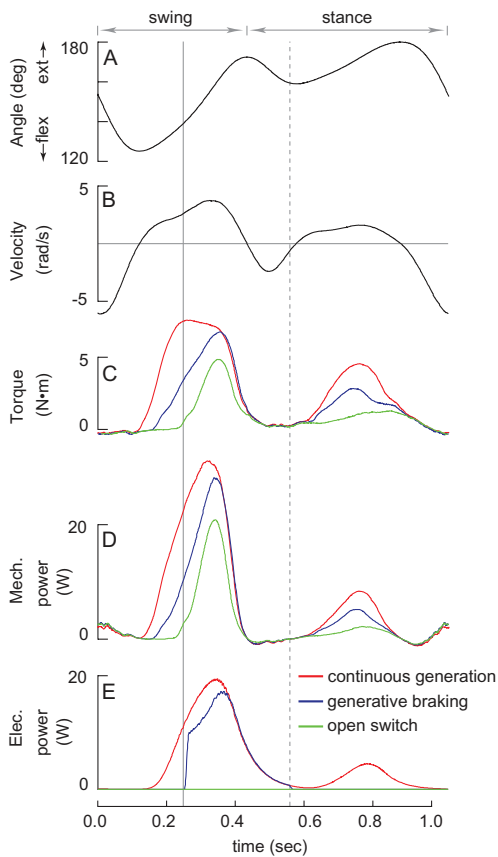 swing
stance
A
180
120
Angle (deg)
←flex ext→
B
5
-5
Velocity
(rad/s)
C
5
0
Torque
(N•m)
D
20
0
Mech.
power
(W)
E
20
0
Elec.
power
(W)
continuous generation
generative braking
open switch
0.0 0.2 0.4 0.6 0.8 1.0
time (sec)